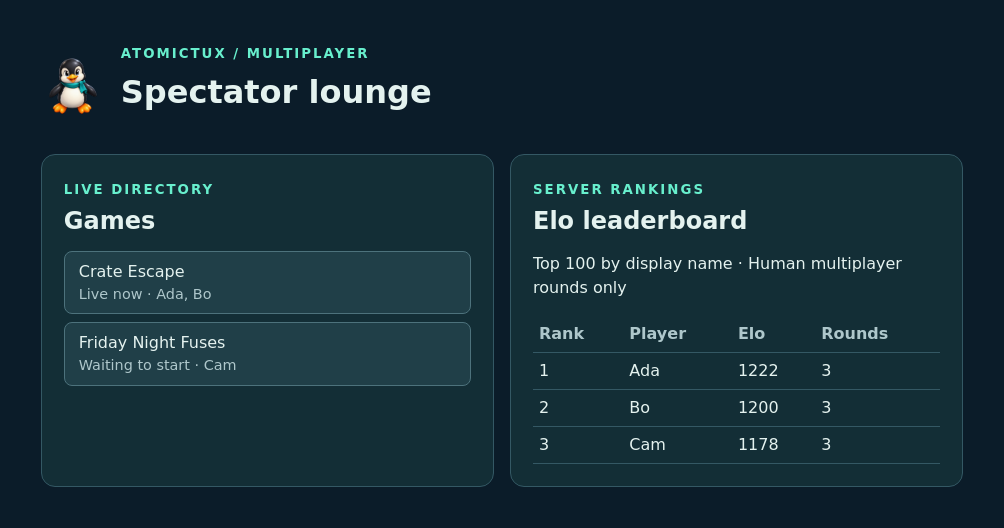 ATOMICTUX / MULTIPLAYER
Spectator lounge
LIVE DIRECTORY
Games
Crate Escape
Live now · Ada, Bo
Friday Night Fuses
Waiting to start · Cam
SERVER RANKINGS
Elo leaderboard
Top 100 by display name · Human multiplayer
rounds only
Rank Player Elo Rounds
1 Ada 1222 3
2 Bo 1200 3
3 Cam 1178 3